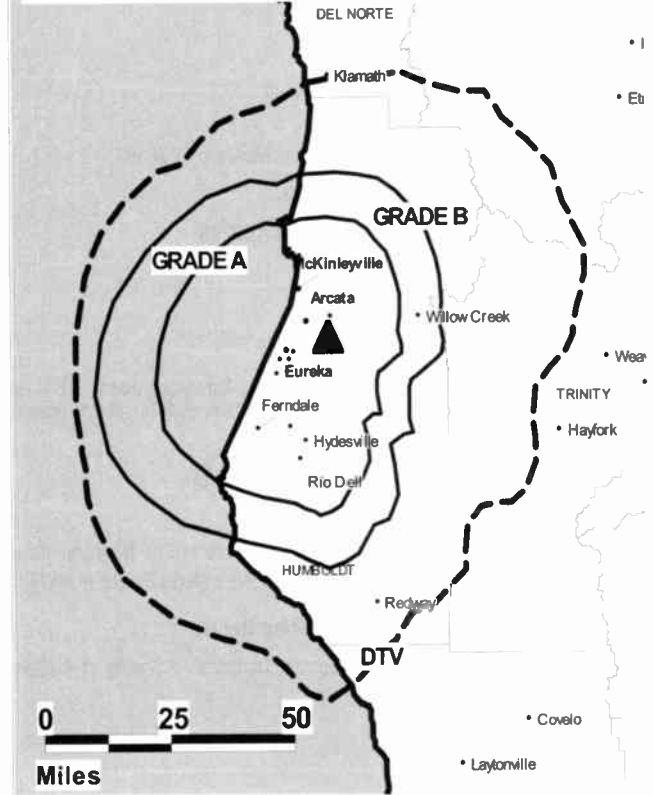 DEL NORTE
Klamath
GRADE B
GRADE A
McKinleyville
Arcata
Willow Creek
Eureka
TRINITY
Ferndale
Hayfork
Hydesville
Rio Dell
HUMBOLDT
Redway
DTV
0 25 50
Miles
Covelo
Laytonville